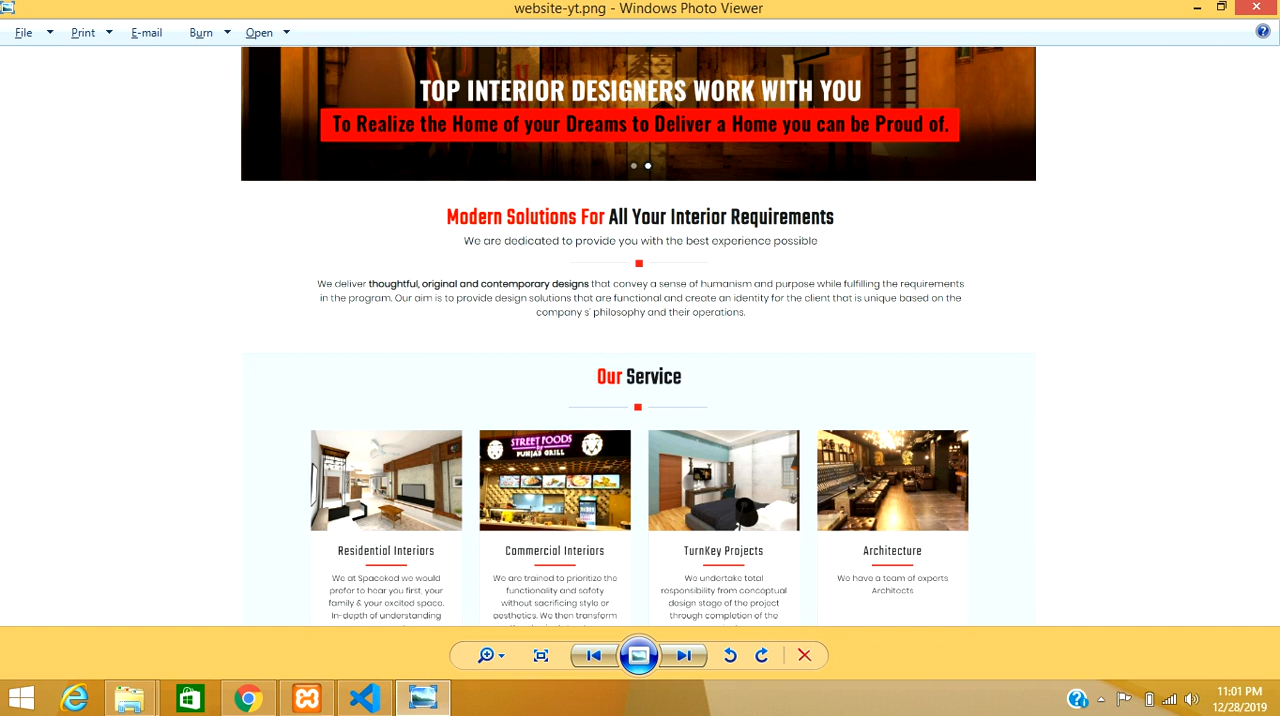 website-yt.png - Windows Photo Viewer
File Print E-mail Burn Open
TOP INTERIOR DESIGNERS WORK WITH YOU
To Realize the Home of your Dreams to Deliver a Home you can be Proud of.
Modern Solutions For All Your Interior Requirements
We are dedicated to provide you with the best experience possible
We deliver thoughtful, original and contemporary designs that convey a sense of humanism and purpose while fulfilling the requirements
in the program. Our aim is to provide design solutions that are functional and create an identity for the client that is unique based on the
company s' philosophy and their operations.
Our Service
STREET FOODS
by
PUNJAB GRILL
Residential Interiors
We at Spaceked we would
prefer to hear you first, your
family & your excited space.
In-depth of understanding
Commercial Interiors
We are trained to prioritize the
functionality and safety
without sacrificing style or
aesthetics. We then transform
TurnKey Projects
We undertake total
responsibility from conceptual
design stage of the project
through completion of the
Architecture
We have a team of experts
Architects
11:01 PM
12/28/2019